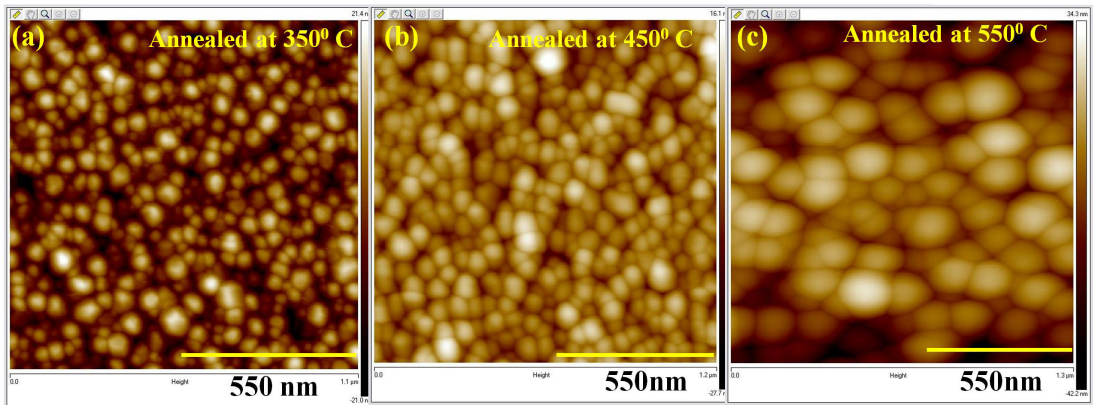 21.4 n
(a)
Annealed at 350⁰ C
0.0
Height
1.1 µm
-21.0 n
550 nm
16.1 n
(b)
Annealed at 450⁰ C
0.0
Height
1.2 µm
-27.7 n
550nm
34.3 n
(c)
Annealed at 550⁰ C
0.0
Height
1.3 µm
-42.2 n
550nm